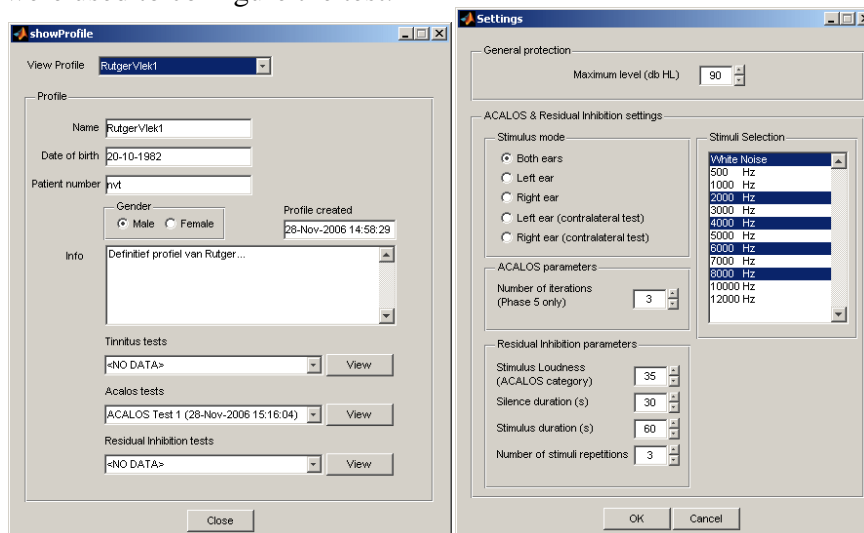 were used to configure the test.
showProfile
View Profile RutgerVlek1
Profile
Name RutgerVlek1
Date of birth 20-10-1982
Patient number nvt
Gender
Male Female
Profile created
28-Nov-2006 14:58:29
Info Definitief profiel van Rutger...
Tinnitus tests
<NO DATA> View
Acalos tests
ACALOS Test 1 (28-Nov-2006 15:16:04) View
Residual Inhibition tests
<NO DATA> View
Close
Settings
General protection
Maximum level (db HL) 90
ACALOS & Residual Inhibition settings
Stimulus mode
Both ears
Left ear
Right ear
Left ear (contralateral test)
Right ear (contralateral test)
Stimuli Selection
White Noise
500 Hz
1000 Hz
2000 Hz
3000 Hz
4000 Hz
5000 Hz
6000 Hz
7000 Hz
8000 Hz
10000 Hz
12000 Hz
ACALOS parameters
Number of iterations
(Phase 5 only) 3
Residual Inhibition parameters
Stimulus Loudness
(ACALOS category) 35
Silence duration (s) 30
Stimulus duration (s) 60
Number of stimuli repetitions 3
OK Cancel